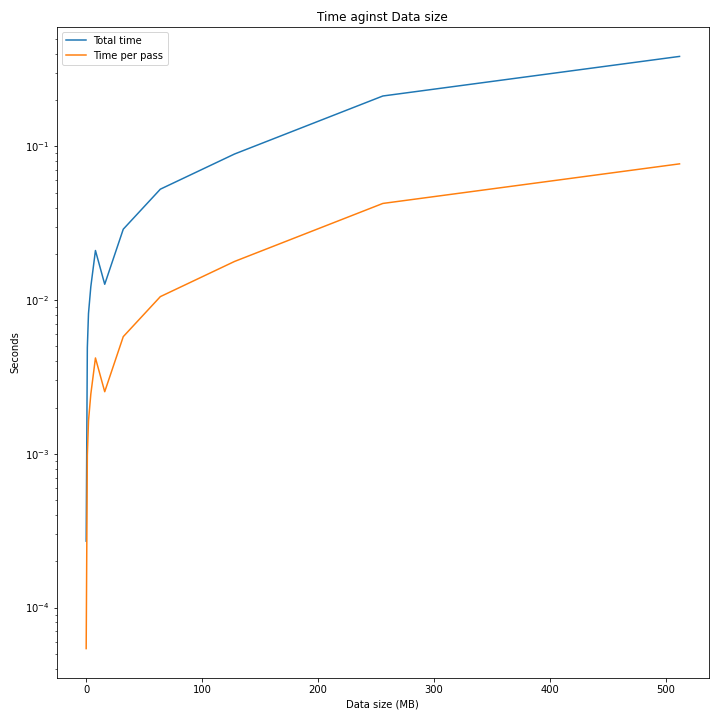 Time aginst Data size
Total time
Time per pass
10⁻¹
10⁻²
10⁻³
10⁻⁴
Seconds
0 100 200 300 400 500
Data size (MB)